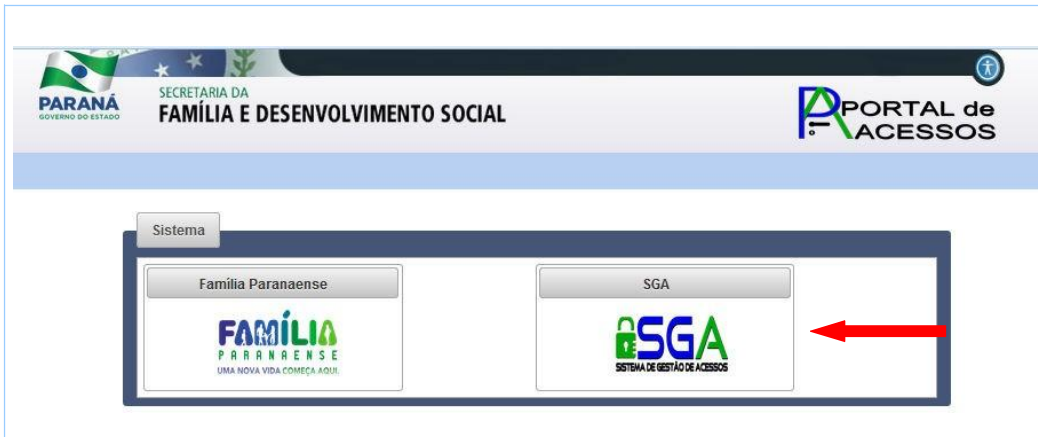 PARANÁ
GOVERNO DO ESTADO
SECRETARIA DA
FAMÍLIA E DESENVOLVIMENTO SOCIAL
PORTAL de
ACESSOS
Sistema
Família Paranaense
FAMÍLIA
PARANAENSE
UMA NOVA VIDA COMEÇA AQUI.
SGA
SGA
SISTEMA DE GESTÃO DE ACESSOS